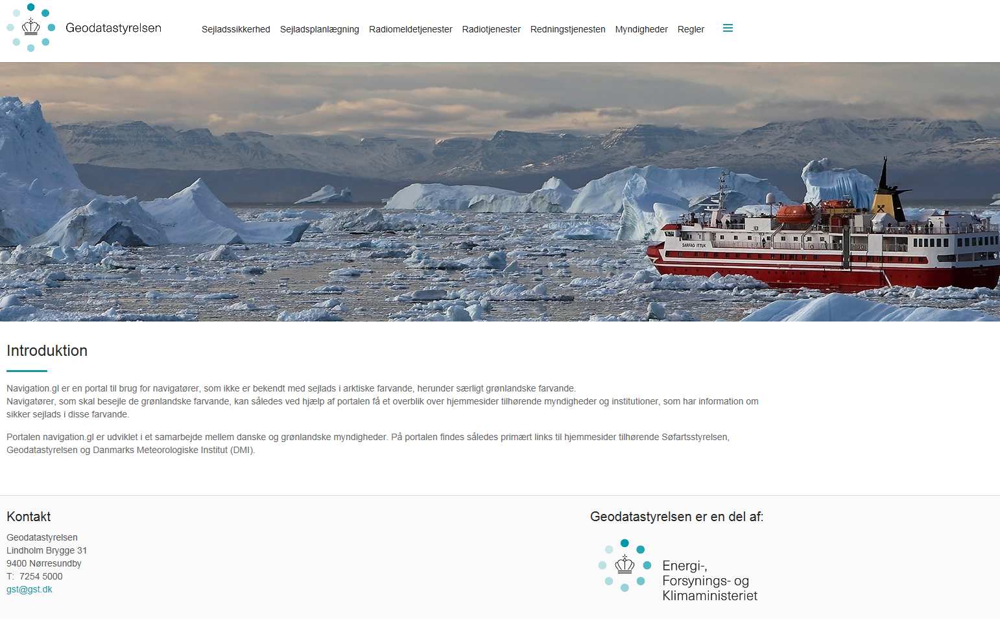 Geodatastyrelsen
Sejladssikkerhed Sejladsplanlægning Radiomeldetjenester Radiotjenester Redningstjenesten Myndigheder Regler
SARFAQ ITTUK
Introduktion
Navigation.gl er en portal til brug for navigatører, som ikke er bekendt med sejlads i arktiske farvande, herunder særligt grønlandske farvande.
Navigatører, som skal besejle de grønlandske farvande, kan således ved hjælp af portalen få et overblik over hjemmesider tilhørende myndigheder og institutioner, som har information om
sikker sejlads i disse farvande.
Portalen navigation.gl er udviklet i et samarbejde mellem danske og grønlandske myndigheder. På portalen findes således primært links til hjemmesider tilhørende Søfartsstyrelsen,
Geodatastyrelsen og Danmarks Meteorologiske Institut (DMI).
Kontakt
Geodatastyrelsen
Lindholm Brygge 31
9400 Nørresundby
T: 7254 5000
gst@gst.dk
Geodatastyrelsen er en del af:
Energi-,
Forsynings- og
Klimaministeriet